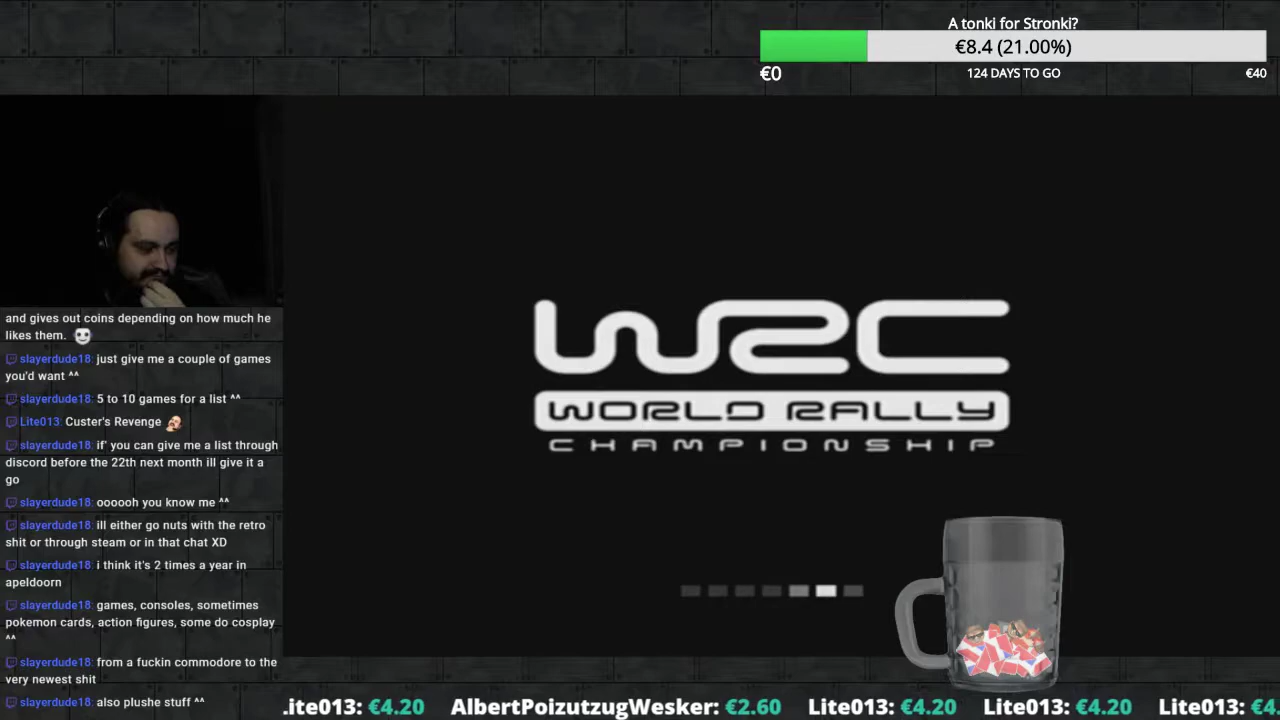 A tonki for Stronki?
€8.4 (21.00%)
€0
124 DAYS TO GO
€40
WRC
WORLD RALLY
CHAMPIONSHIP
and gives out coins depending on how much he
likes them.
slayerdude18: just give me a couple of games
you'd want ^^
slayerdude18: 5 to 10 games for a list ^^
Lite013: Custer's Revenge
slayerdude18: if' you can give me a list through
discord before the 22th next month ill give it a
go
slayerdude18: oooooh you know me ^^
slayerdude18: ill either go nuts with the retro
shit or through steam or in that chat XD
slayerdude18: i think it's 2 times a year in
apeldoorn
slayerdude18: games, consoles, sometimes
pokemon cards, action figures, some do cosplay
^^
slayerdude18: from a fuckin commodore to the
very newest shit
slayerdude18: also plushe stuff ^^
.ite013: €4.20 AlbertPoizutzugWesker: €2.60 Lite013: €4.20 Lite013: €4.20 Lite013: €4.